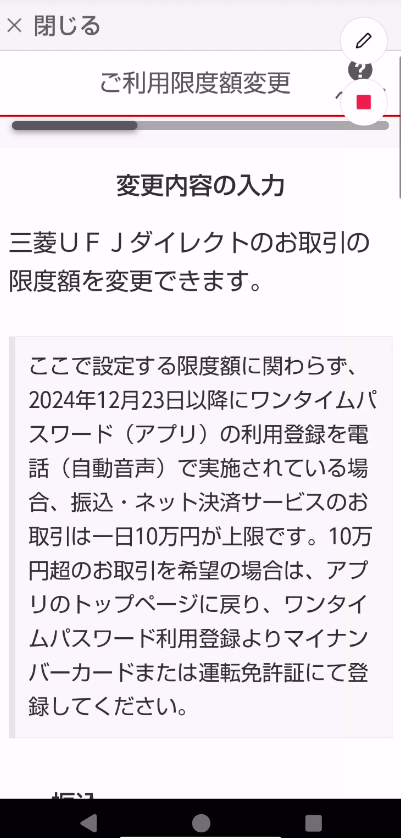 × 閉じる
ご利用限度額変更
変更内容の入力
三菱ＵＦＪダイレクトのお取引の
限度額を変更できます。
ここで設定する限度額に関わらず、
2024年12月23日以降にワンタイムパ
スワード（アプリ）の利用登録を電
話（自動音声）で実施されている場
合、振込・ネット決済サービスのお
取引は一日10万円が上限です。10万
円超のお取引を希望の場合は、アプ
リのトップページに戻り、ワンタイ
ムパスワード利用登録よりマイナン
バーカードまたは運転免許証にて登
録してください。